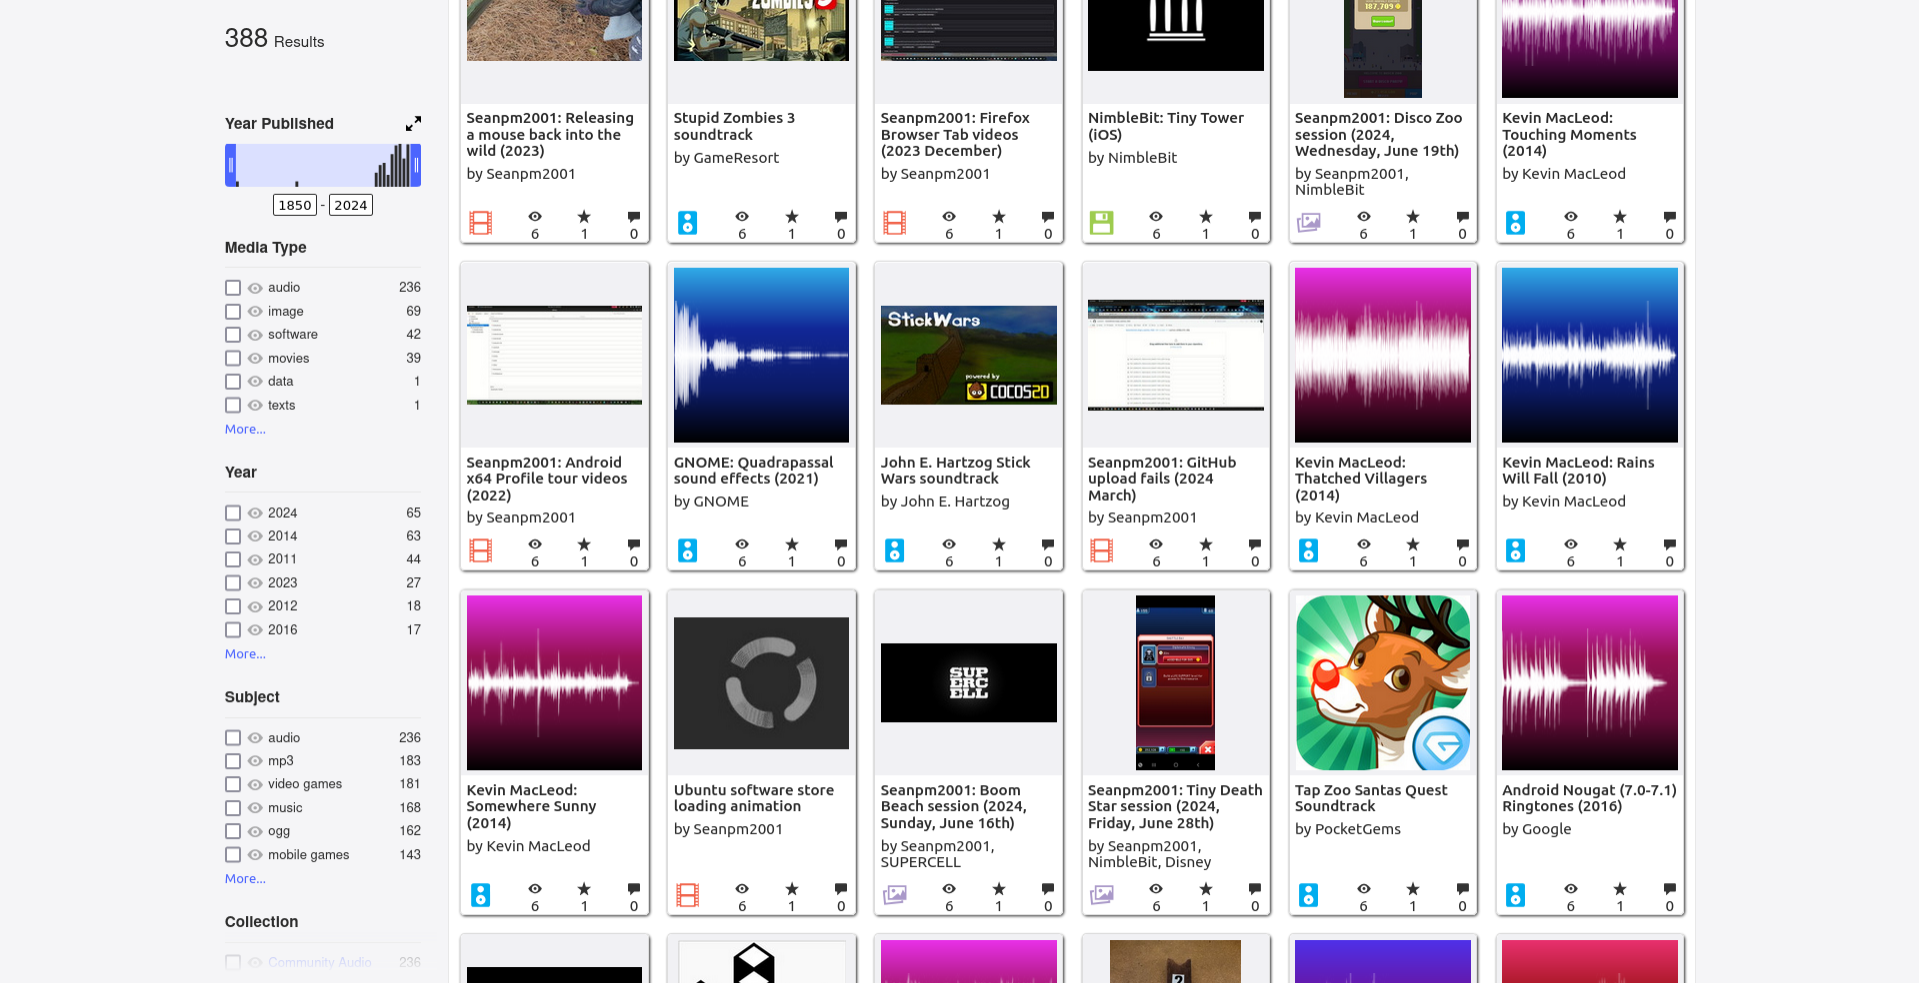 388 Results
Year Published
1850 - 2024
Media Type
audio 236
image 69
software 42
movies 39
data 1
texts 1
More...
Year
2024 65
2014 63
2011 44
2023 27
2012 18
2016 17
More...
Subject
audio 236
mp3 183
video games 181
music 168
ogg 162
mobile games 143
More...
Collection
Community Audio 236
187,709
Seanpm2001: Releasing
a mouse back into the
wild (2023)
by Seanpm2001
6 1 0
Stupid Zombies 3
soundtrack
by GameResort
6 1 0
Seanpm2001: Firefox
Browser Tab videos
(2023 December)
by Seanpm2001
6 1 0
NimbleBit: Tiny Tower
(iOS)
by NimbleBit
6 1 0
Seanpm2001: Disco Zoo
session (2024,
Wednesday, June 19th)
by Seanpm2001,
NimbleBit
6 1 0
Kevin MacLeod:
Touching Moments
(2014)
by Kevin MacLeod
6 1 0
Seanpm2001: Android
x64 Profile tour videos
(2022)
by Seanpm2001
6 1 0
GNOME: Quadrapassal
sound effects (2021)
by GNOME
6 1 0
StickWars
powered by
COCOS2D
John E. Hartzog Stick
Wars soundtrack
by John E. Hartzog
6 1 0
Seanpm2001: GitHub
upload fails (2024
March)
by Seanpm2001
6 1 0
Kevin MacLeod:
Thatched Villagers
(2014)
by Kevin MacLeod
6 1 0
Kevin MacLeod: Rains
Will Fall (2010)
by Kevin MacLeod
6 1 0
Kevin MacLeod:
Somewhere Sunny
(2014)
by Kevin MacLeod
6 1 0
Ubuntu software store
loading animation
by Seanpm2001
6 1 0
SUP
ERC
ELL
Seanpm2001: Boom
Beach session (2024,
Sunday, June 16th)
by Seanpm2001,
SUPERCELL
6 1 0
Seanpm2001: Tiny Death
Star session (2024,
Friday, June 28th)
by Seanpm2001,
NimbleBit, Disney
6 1 0
Tap Zoo Santas Quest
Soundtrack
by PocketGems
6 1 0
Android Nougat (7.0-7.1)
Ringtones (2016)
by Google
6 1 0